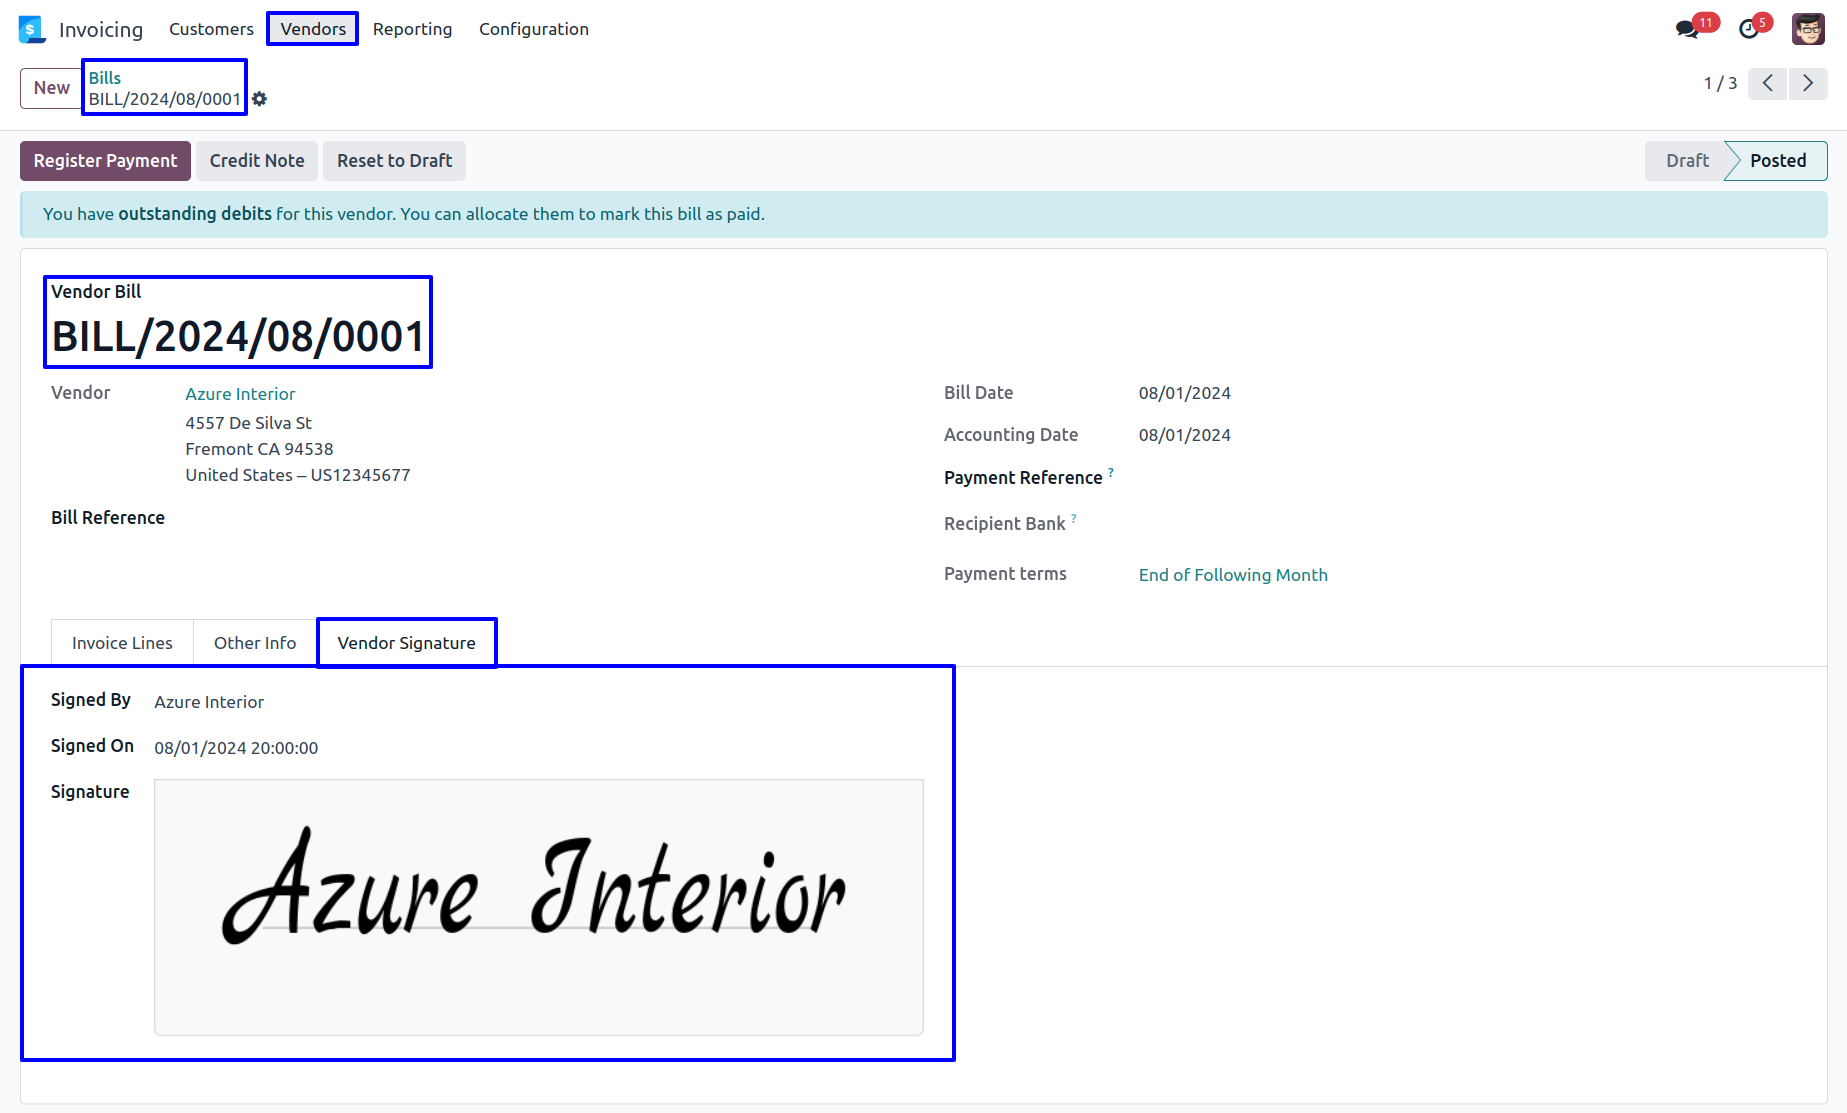 Invoicing Customers Vendors Reporting Configuration 11 5
New Bills 1 / 3
BILL/2024/08/0001
Register Payment Credit Note Reset to Draft Draft Posted
You have outstanding debits for this vendor. You can allocate them to mark this bill as paid.
Vendor Bill
BILL/2024/08/0001
Vendor Azure Interior
4557 De Silva St
Fremont CA 94538
United States – US12345677
Bill Reference
Bill Date 08/01/2024
Accounting Date 08/01/2024
Payment Reference ?
Recipient Bank ?
Payment terms End of Following Month
Invoice Lines Other Info Vendor Signature
Signed By Azure Interior
Signed On 08/01/2024 20:00:00
Signature
Azure Interior